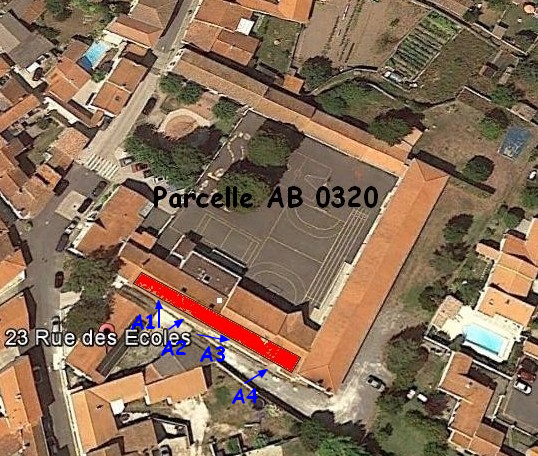 Parcelle AB 0320
23 Rue des Ecoles
A1
A2
A3
A4